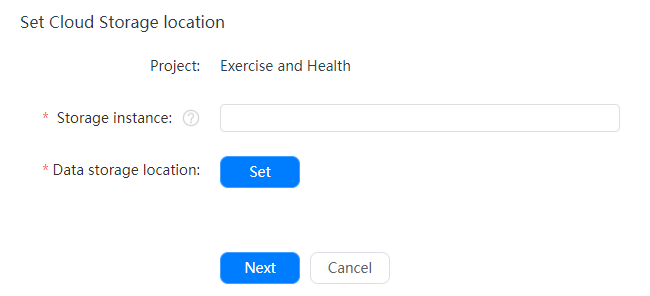 Set Cloud Storage location
Project: Exercise and Health
* Storage instance: ?
* Data storage location: Set
Next Cancel